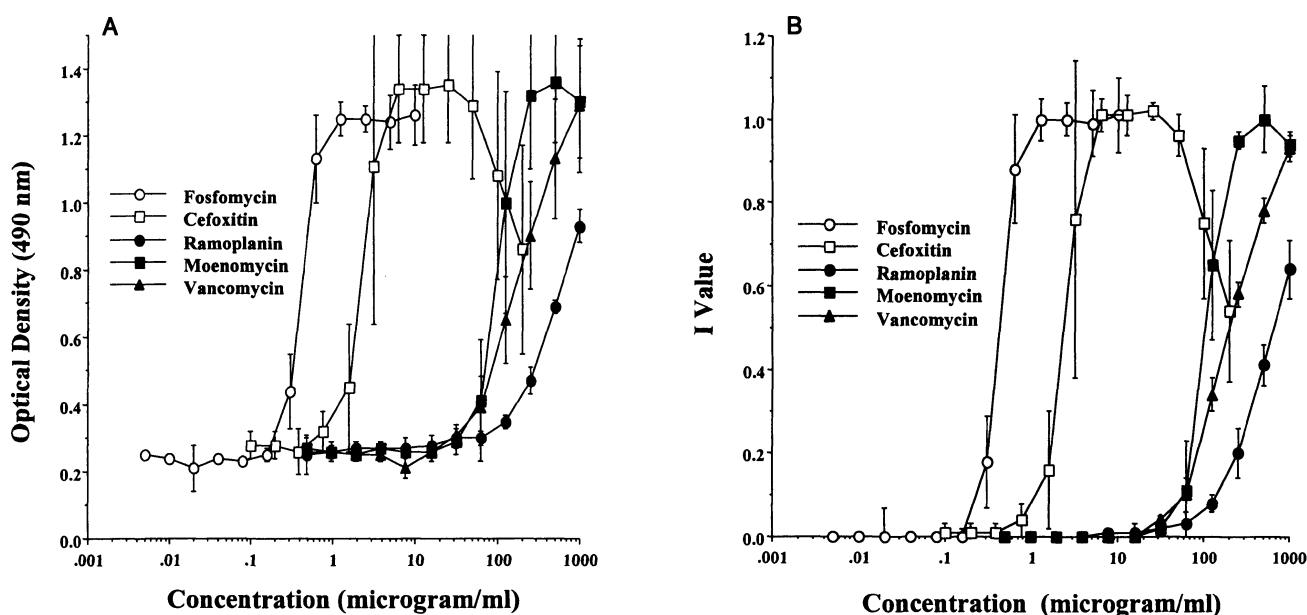 A
Optical Density (490 nm)
1.4
1.2
1.0
0.8
0.6
0.4
0.2
0.0
Fosfomycin
Cefoxitin
Ramoplanin
Moenomycin
Vancomycin
.001 .01 .1 1 10 100 1000
Concentration (microgram/ml)
B
I Value
1.2
1.0
0.8
0.6
0.4
0.2
0.0
Fosfomycin
Cefoxitin
Ramoplanin
Moenomycin
Vancomycin
.001 .01 .1 1 10 100 1000
Concentration (microgram/ml)